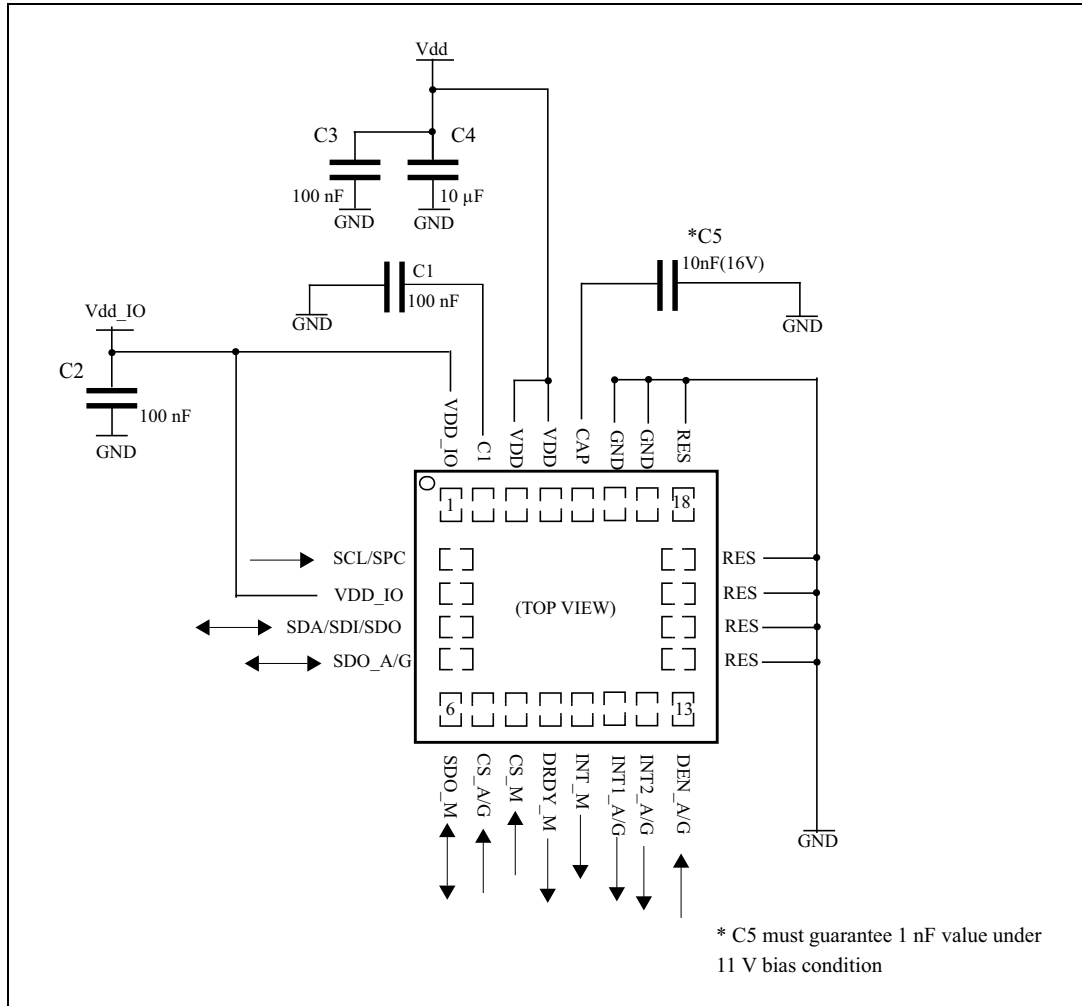 Vdd
C3
C4
100 nF
10 µF
GND
GND
*C5
10nF(16V)
C1
100 nF
GND
GND
Vdd_IO
C2
100 nF
GND
VDD_IO
C1
VDD
VDD
CAP
GND
GND
RES
1
18
SCL/SPC
RES
VDD_IO
(TOP VIEW)
RES
SDA/SDI/SDO
RES
SDO_A/G
RES
6
13
SDO_M
CS_A/G
CS_M
DRDY_M
INT_M
INT1_A/G
INT2_A/G
DEN_A/G
GND
* C5 must guarantee 1 nF value under
11 V bias condition